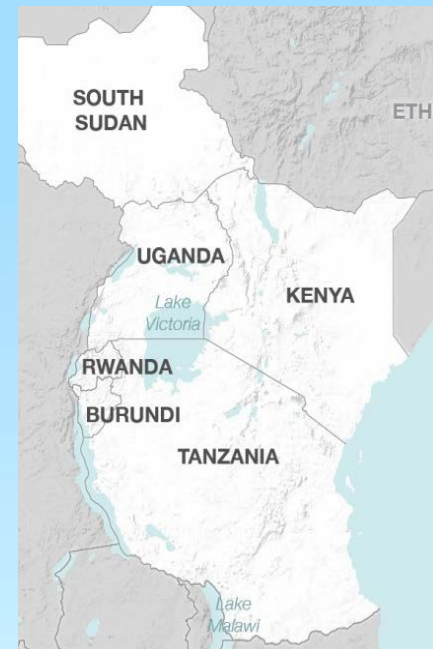 SOUTH
SUDAN
ETH
UGANDA
Lake
Victoria
KENYA
RWANDA
BURUNDI
TANZANIA
Lake
Malawi